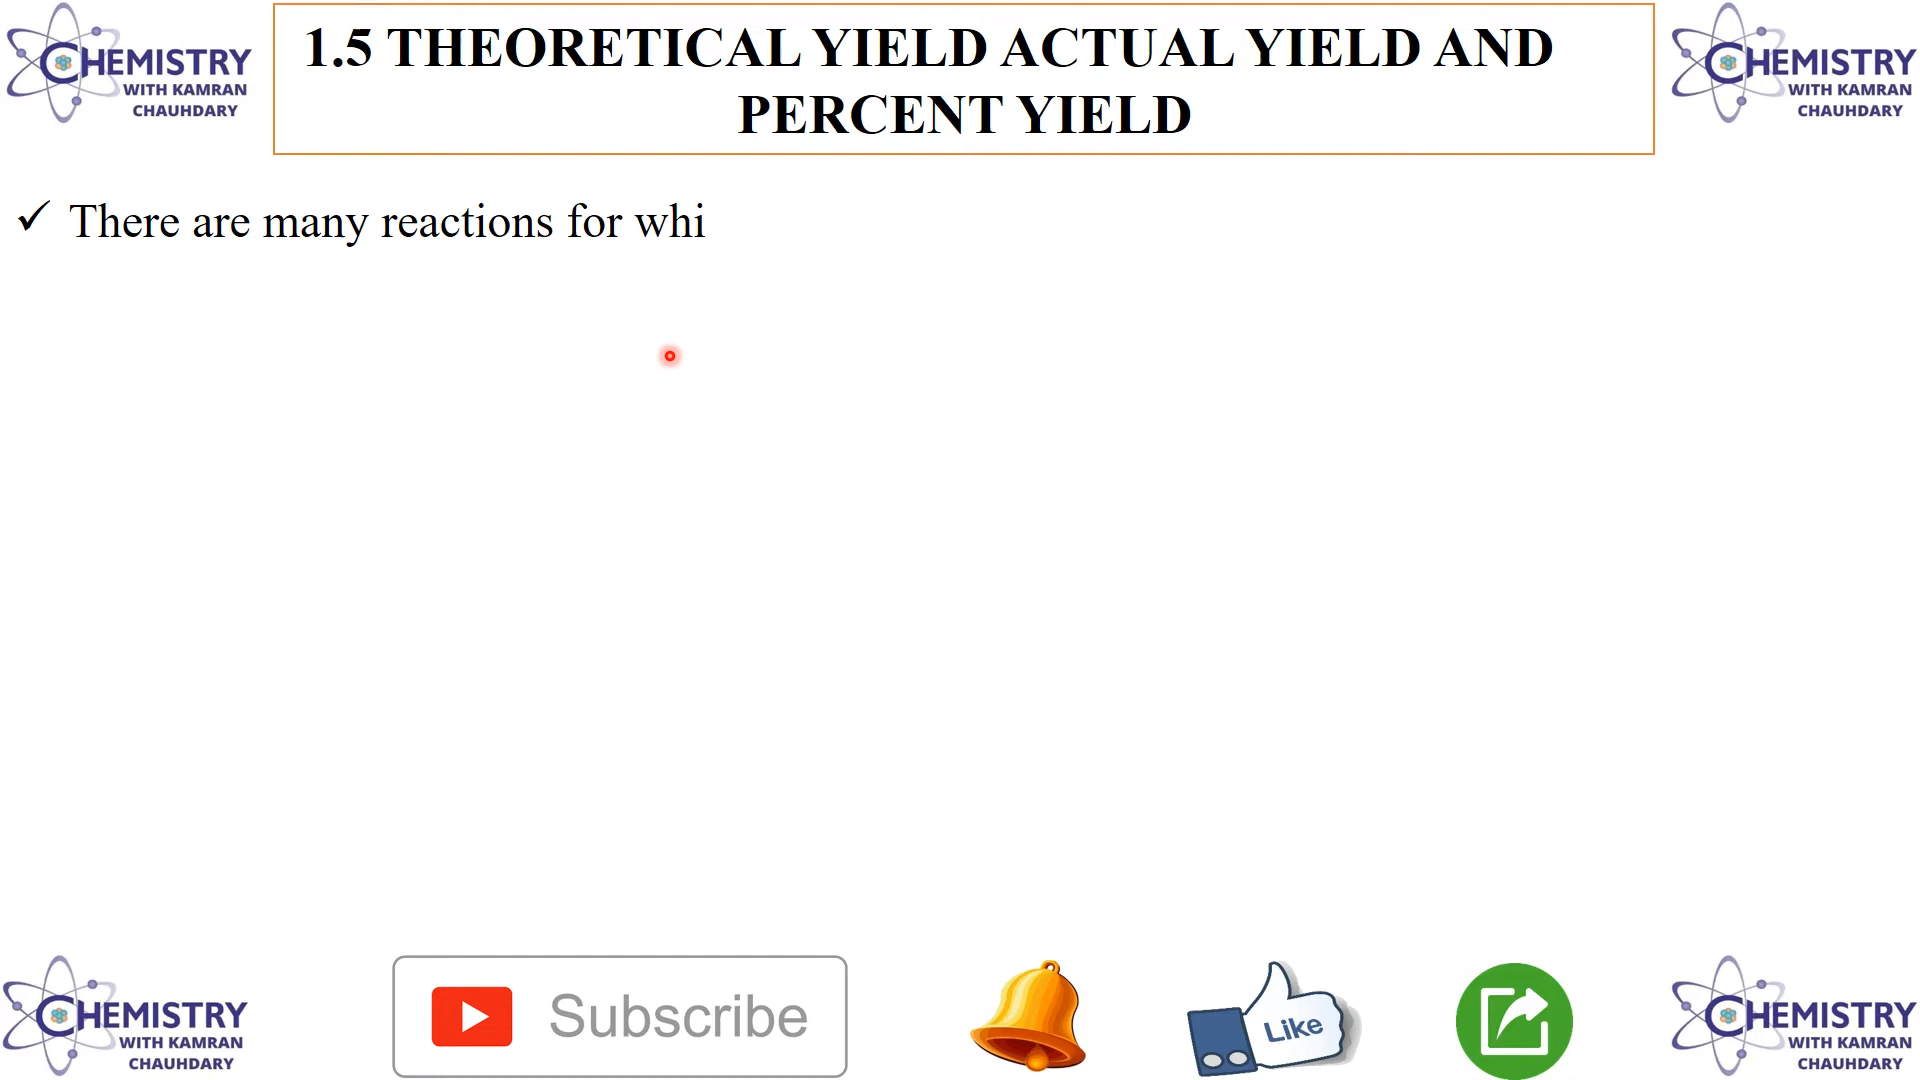 CHEMISTRY
WITH KAMRAN
CHAUHDARY
1.5 THEORETICAL YIELD ACTUAL YIELD AND
PERCENT YIELD
CHEMISTRY
WITH KAMRAN
CHAUHDARY
✓ There are many reactions for whi
CHEMISTRY
WITH KAMRAN
CHAUHDARY
Subscribe
Like
CHEMISTRY
WITH KAMRAN
CHAUHDARY